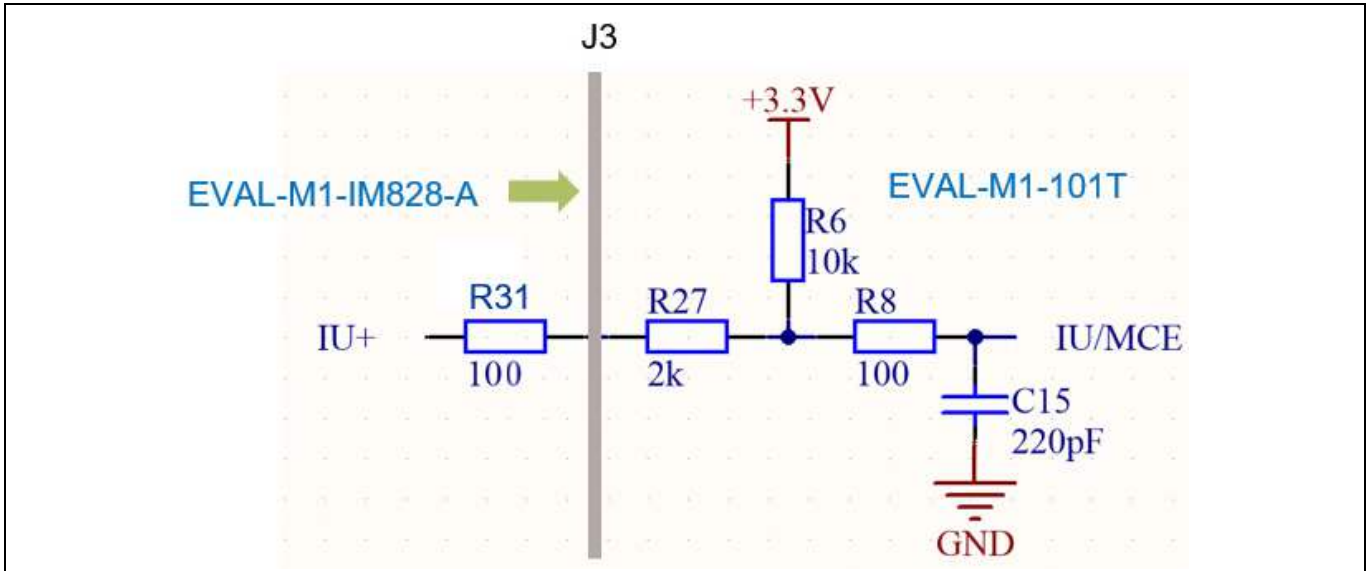 J3
+3.3V
EVAL-M1-IM828-A
EVAL-M1-101T
R6
10k
R31
R27
R8
IU+
IU/MCE
100
2k
100
C15
220pF
GND